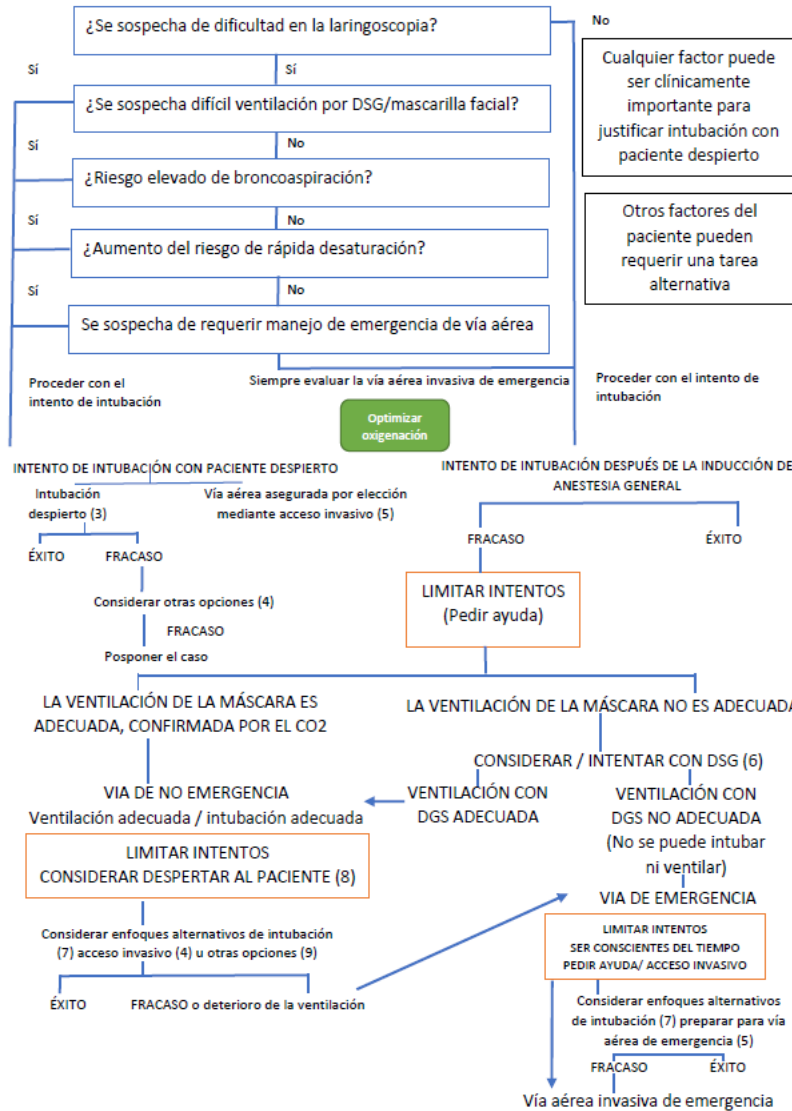 ¿Se sospecha de dificultad en la laringoscopia?
No
Sí
Sí
Cualquier factor puede
ser clínicamente
importante para
justificar intubación con
paciente despierto
¿Se sospecha difícil ventilación por DSG/mascarilla facial?
Sí
No
¿Riesgo elevado de broncoaspiración?
Sí
No
Otros factores del
paciente pueden
requerir una tarea
alternativa
¿Aumento del riesgo de rápida desaturación?
Sí
No
Se sospecha de requerir manejo de emergencia de vía aérea
Proceder con el
intento de intubación
Siempre evaluar la vía aérea invasiva de emergencia
Proceder con el intento de
intubación
Optimizar
oxigenación
INTENTO DE INTUBACIÓN CON PACIENTE DESPIERTO
INTENTO DE INTUBACIÓN DESPUÉS DE LA INDUCCIÓN DE
ANESTESIA GENERAL
Intubación
despierto (3)
Vía aérea asegurada por elección
mediante acceso invasivo (5)
ÉXITO
FRACASO
FRACASO
ÉXITO
Considerar otras opciones (4)
FRACASO
Posponer el caso
LIMITAR INTENTOS
(Pedir ayuda)
LA VENTILACIÓN DE LA MÁSCARA ES
ADECUADA, CONFIRMADA POR EL CO2
LA VENTILACIÓN DE LA MÁSCARA NO ES ADECUADA
CONSIDERAR / INTENTAR CON DSG (6)
VIA DE NO EMERGENCIA
Ventilación adecuada / intubación adecuada
VENTILACIÓN CON
DGS ADECUADA
VENTILACIÓN CON
DGS NO ADECUADA
(No se puede intubar
ni ventilar)
LIMITAR INTENTOS
CONSIDERAR DESPERTAR AL PACIENTE (8)
VIA DE EMERGENCIA
LIMITAR INTENTOS
SER CONSCIENTES DEL TIEMPO
PEDIR AYUDA/ ACCESO INVASIVO
Considerar enfoques alternativos de intubación
(7) acceso invasivo (4) u otras opciones (9)
ÉXITO
FRACASO o deterioro de la ventilación
Considerar enfoques alternativos
de intubación (7) preparar para vía
aérea de emergencia (5)
FRACASO
ÉXITO
Vía aérea invasiva de emergencia